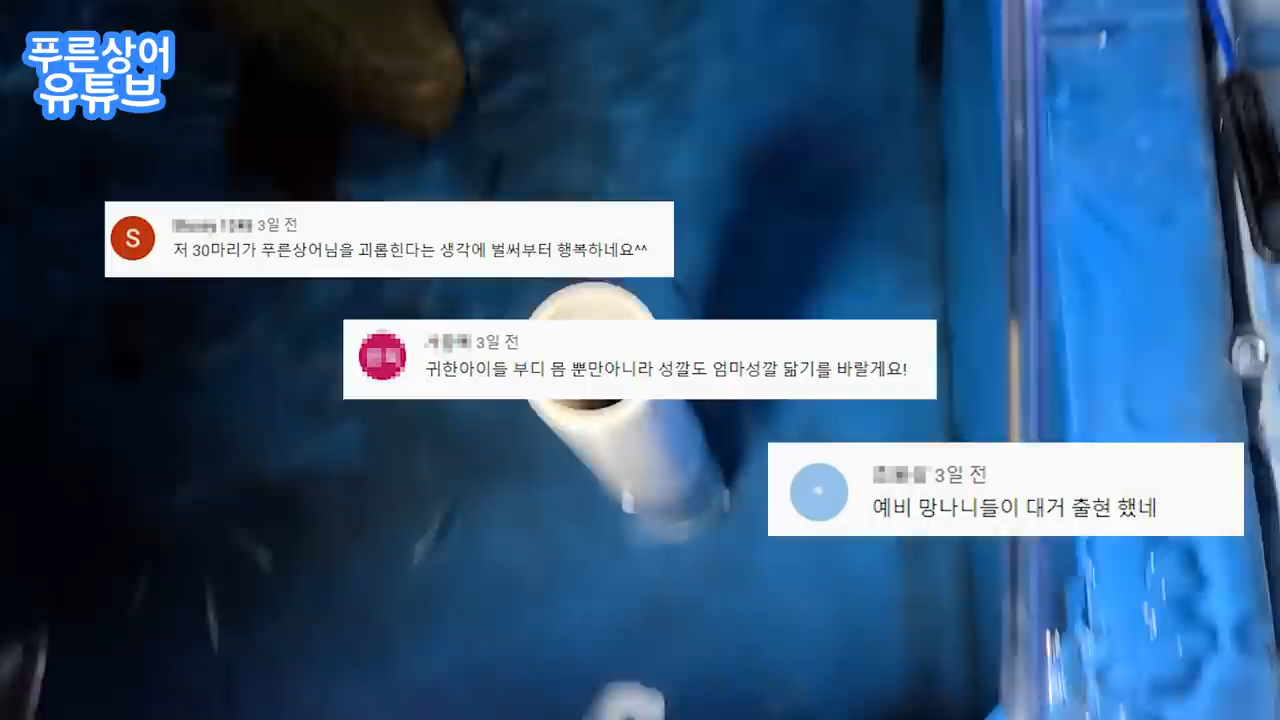 푸른상어
유튜브
S
3일 전
저 30마리가 푸른상어님을 괴롭힌다는 생각에 벌써부터 행복하네요^^
3일 전
귀한아이들 부디 몸 뿐만아니라 성깔도 엄마성깔 닮기를 바랄게요!
3일 전
예비 망나니들이 대거 출현 했네